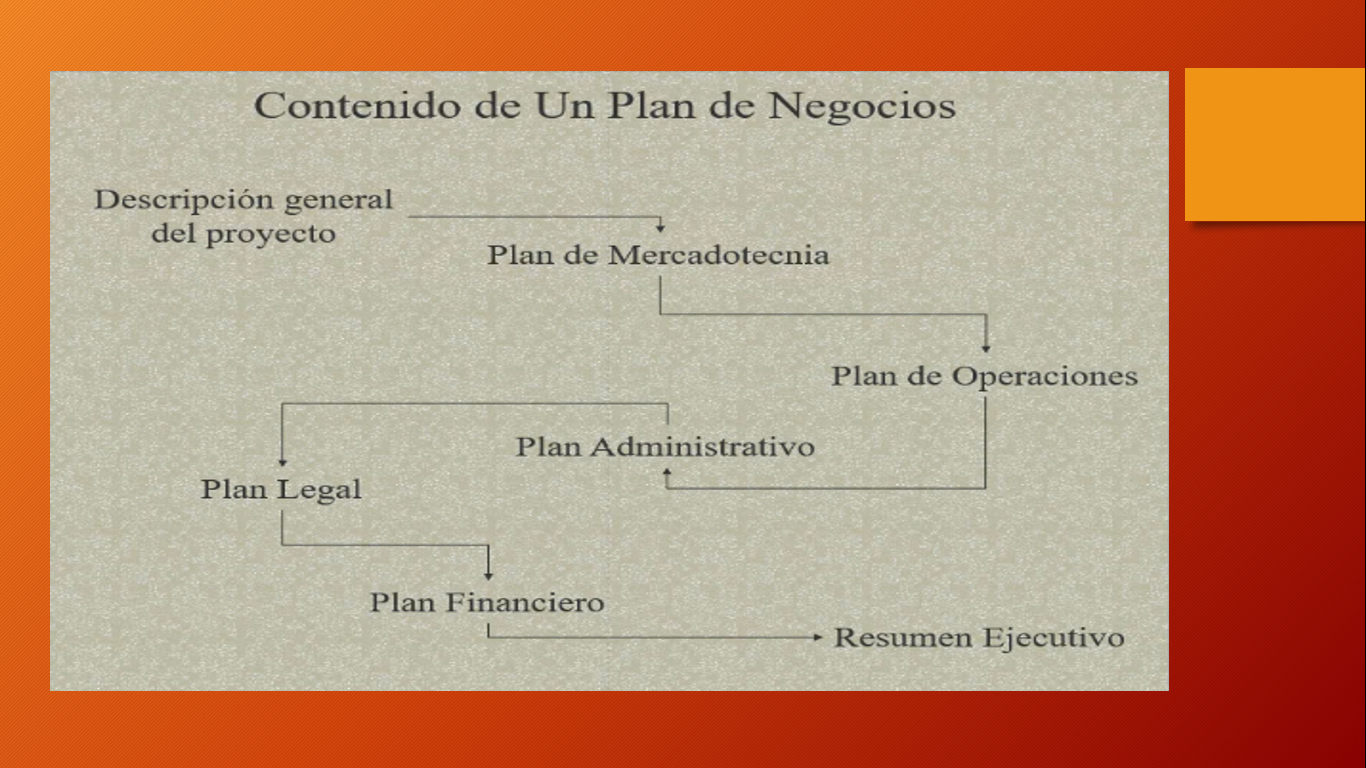 Contenido de Un Plan de Negocios
Descripción general
del proyecto
Plan de Mercadotecnia
Plan de Operaciones
Plan Administrativo
Plan Legal
Plan Financiero
Resumen Ejecutivo